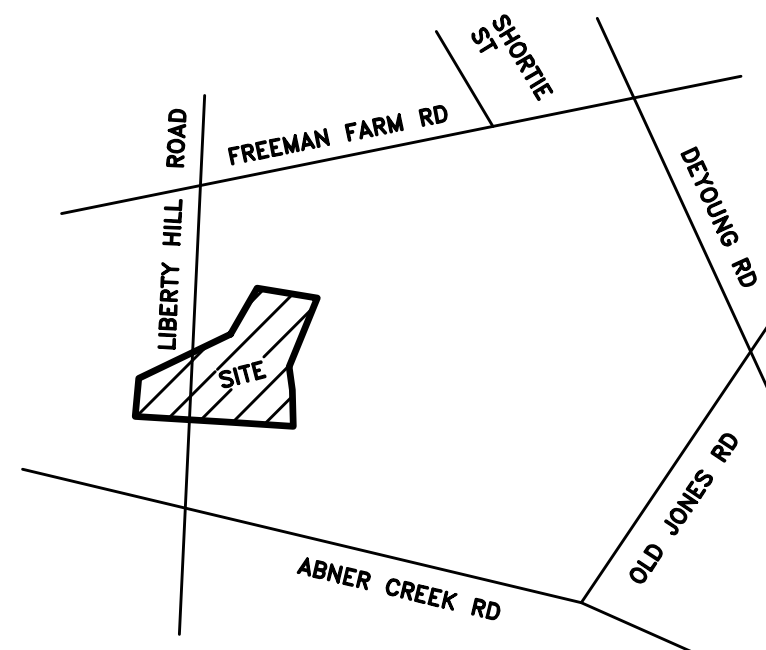 SHORTIE
ST
FREEMAN FARM RD
LIBERTY HILL ROAD
DEYOUNG RD
SITE
OLD JONES RD
ABNER CREEK RD